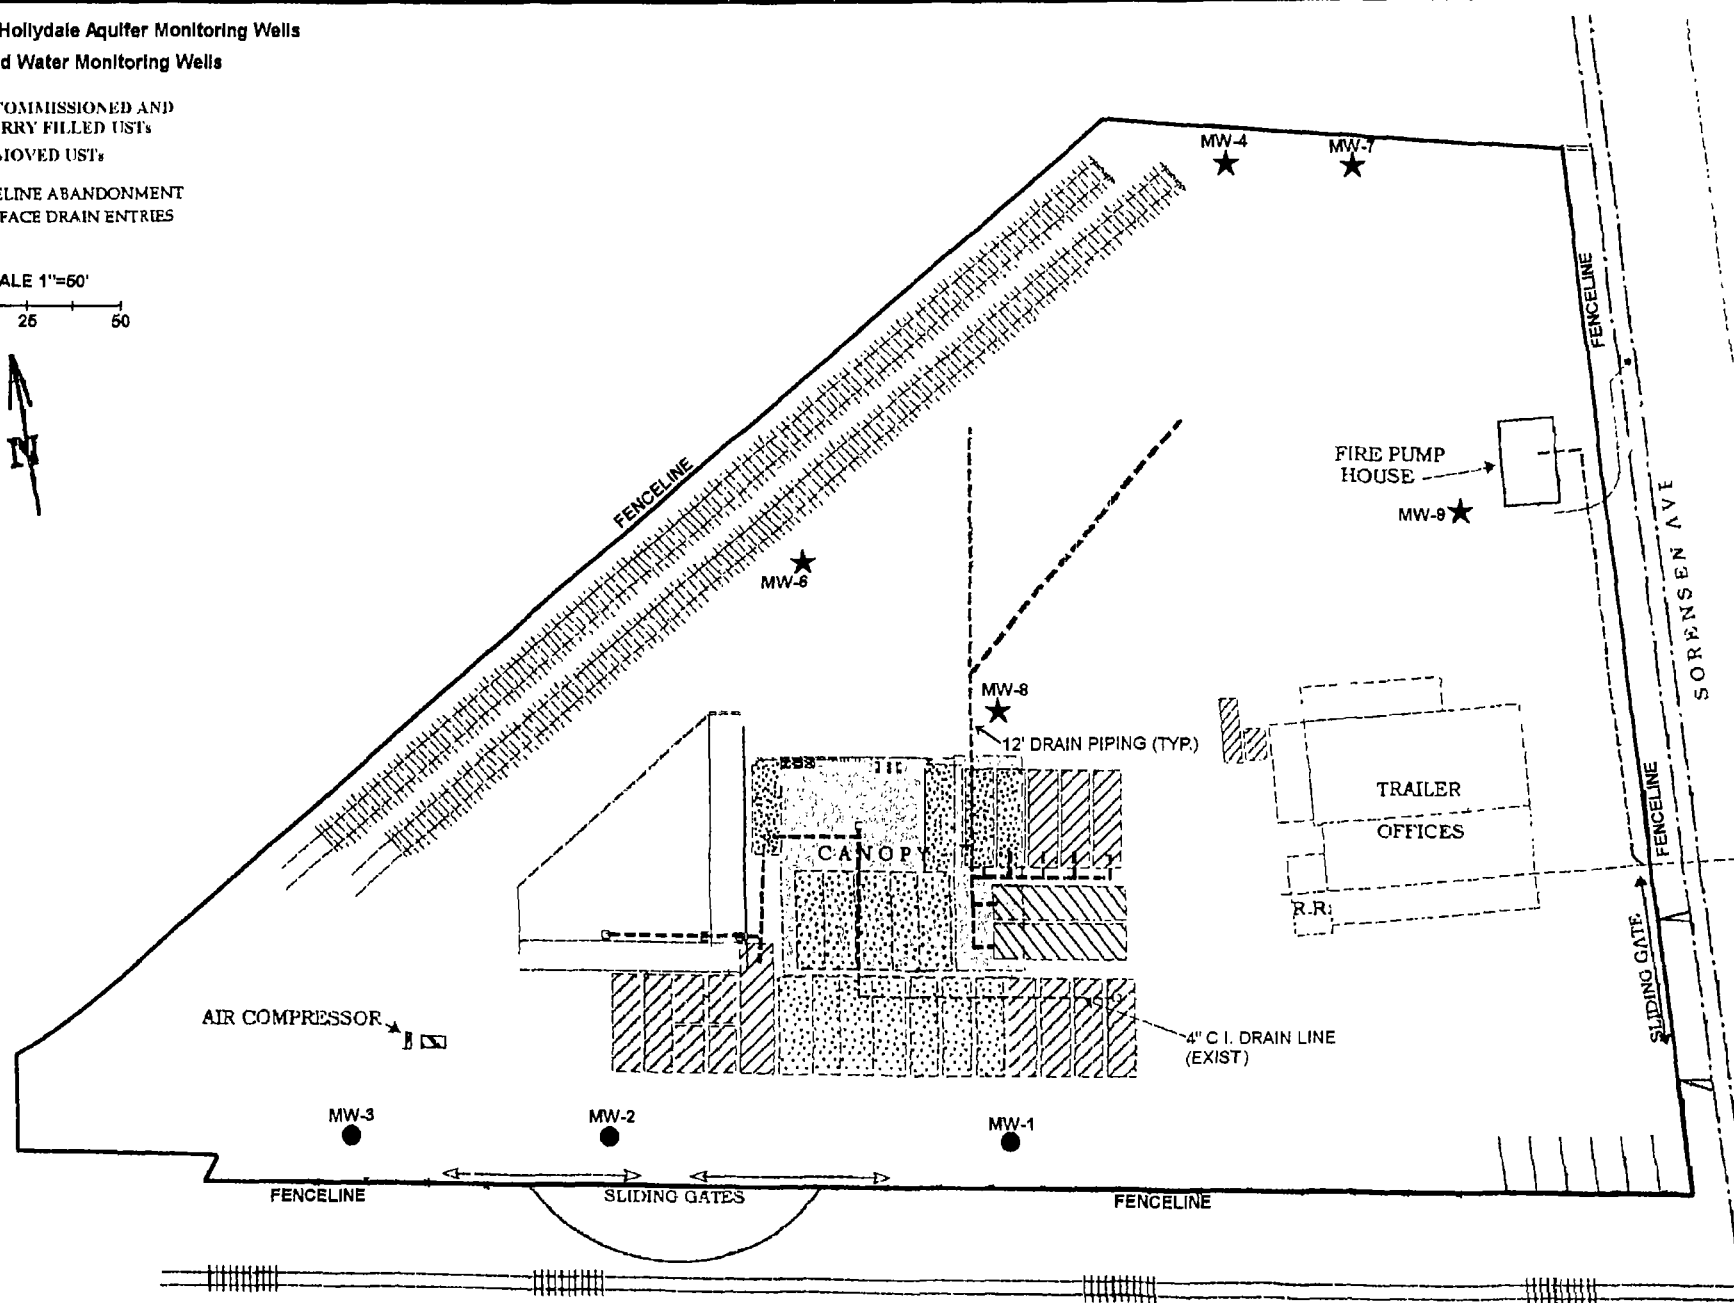 Hollydale Aquifer Monitoring Wells
d Water Monitoring Wells
COMMISSIONED AND
RRY FILLED USTs
MOVED USTs
ELINE ABANDONMENT
FACE DRAIN ENTRIES
ALE 1"=50'
25 50
N
MW-4
MW-7
FENCELINE
FENCELINE
FIRE PUMP
HOUSE
MW-9
SORENSEN AVE
MW-6
MW-8
12' DRAIN PIPING (TYP.)
TRAILER
OFFICES
FENCELINE
CANOPY
R.R.
SLIDING GATE
AIR COMPRESSOR
4" C I. DRAIN LINE
(EXIST)
MW-3
MW-2
MW-1
FENCELINE
SLIDING GATES
FENCELINE